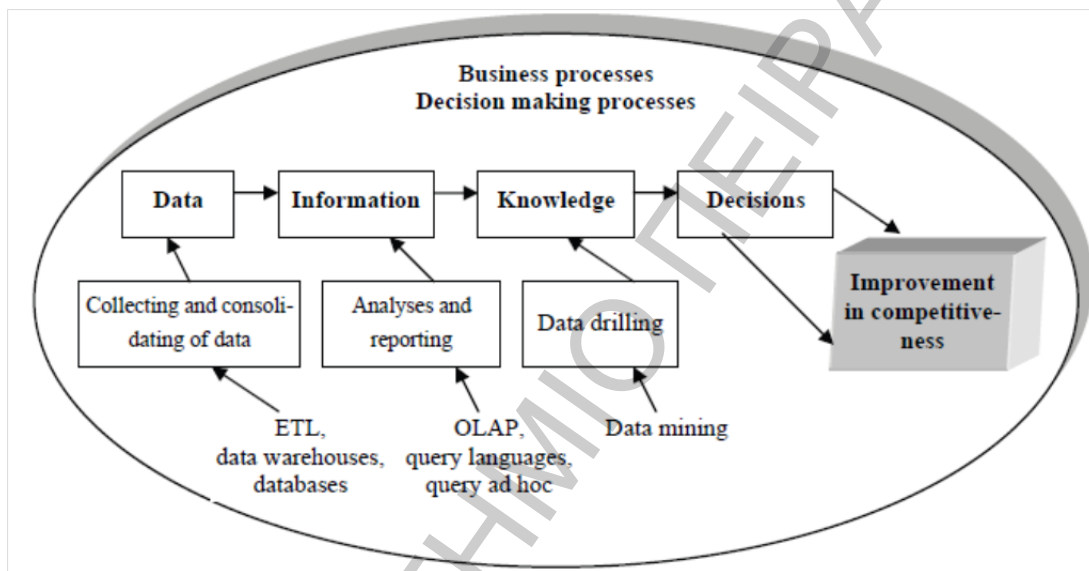 Business processes
Decision making processes
Data
Information
Knowledge
Decisions
Collecting and consoli-
dating of data
Analyses and
reporting
Data drilling
Improvement
in competitive-
ness
ETL,
data warehouses,
databases
OLAP,
query languages,
query ad hoc
Data mining